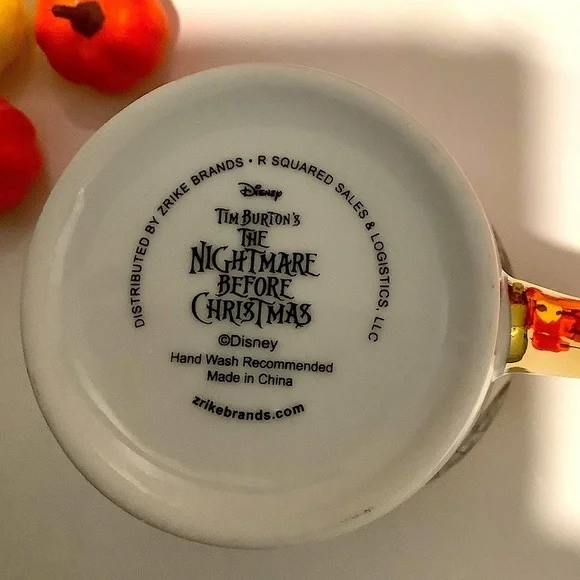 DISTRIBUTED BY ZRIKE BRANDS • R SQUARED SALES & LOGISTICS, LLC
Disney
TIM BURTON'S
THE
NIGHTMARE
BEFORE
CHRISTMAS
©Disney
Hand Wash Recommended
Made in China
zrikebrands.com